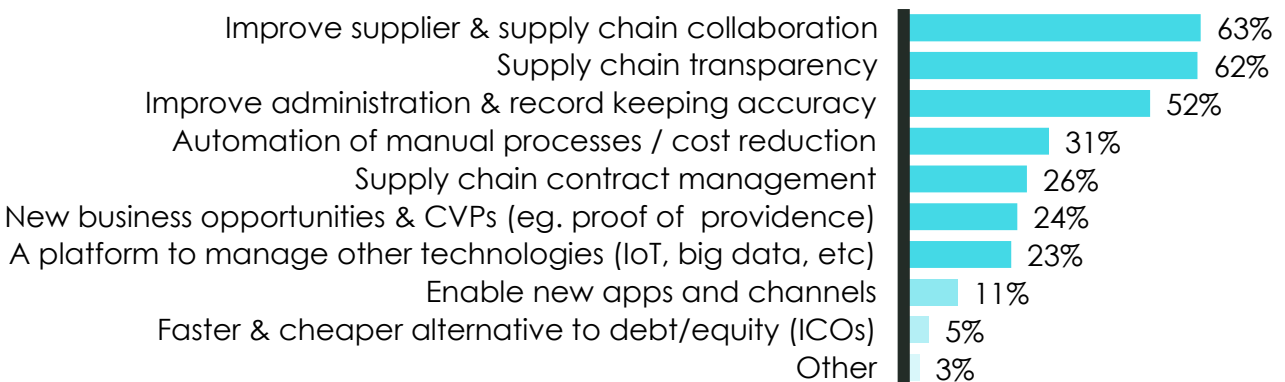 Improve supplier & supply chain collaboration 63%
Supply chain transparency 62%
Improve administration & record keeping accuracy 52%
Automation of manual processes / cost reduction 31%
Supply chain contract management 26%
New business opportunities & CVPs (eg. proof of providence) 24%
A platform to manage other technologies (IoT, big data, etc) 23%
Enable new apps and channels 11%
Faster & cheaper alternative to debt/equity (ICOs) 5%
Other 3%